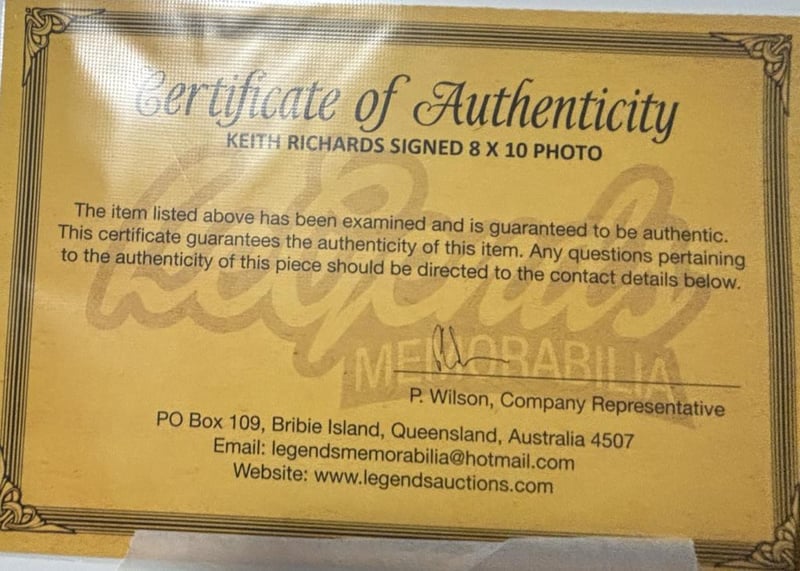 Certificate of Authenticity
KEITH RICHARDS SIGNED 8 X 10 PHOTO
The item listed above has been examined and is guaranteed to be authentic.
This certificate guarantees the authenticity of this item. Any questions pertaining
to the authenticity of this piece should be directed to the contact details below.
Legends
MEMORABILIA
P. Wilson, Company Representative
PO Box 109, Bribie Island, Queensland, Australia 4507
Email: legendsmemorabilia@hotmail.com
Website: www.legendsauctions.com